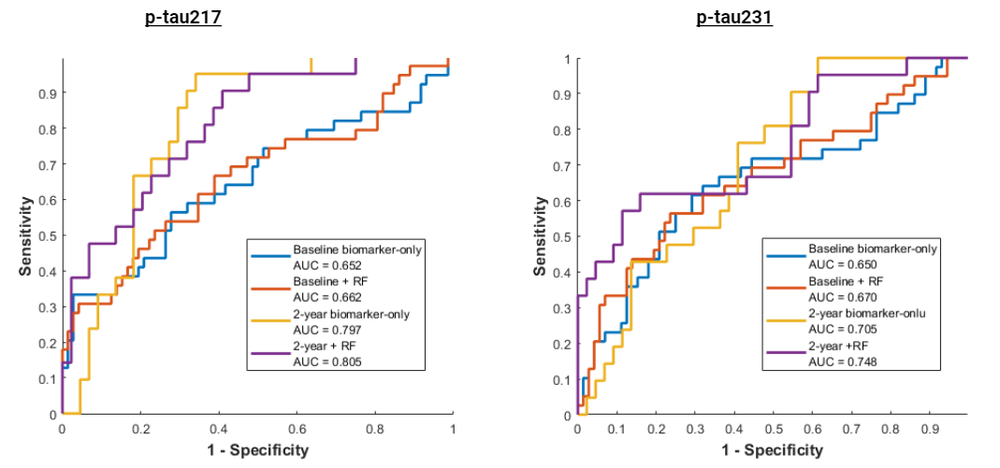 p-tau217
p-tau231
Sensitivity
0.9
0.8
0.7
0.6
0.5
0.4
0.3
0.2
0.1
0
0 0.2 0.4 0.6 0.8 1
1 - Specificity
Baseline biomarker-only
AUC = 0.652
Baseline + RF
AUC = 0.662
2-year biomarker-only
AUC = 0.797
2-year + RF
AUC = 0.805
Sensitivity
1
0.9
0.8
0.7
0.6
0.5
0.4
0.3
0.2
0.1
0
0 0.1 0.2 0.3 0.4 0.5 0.6 0.7 0.8 0.9
1 - Specificity
Baseline biomarker-only
AUC = 0.650
Baseline + RF
AUC = 0.670
2-year biomarker-onlu
AUC = 0.705
2-year +RF
AUC = 0.748